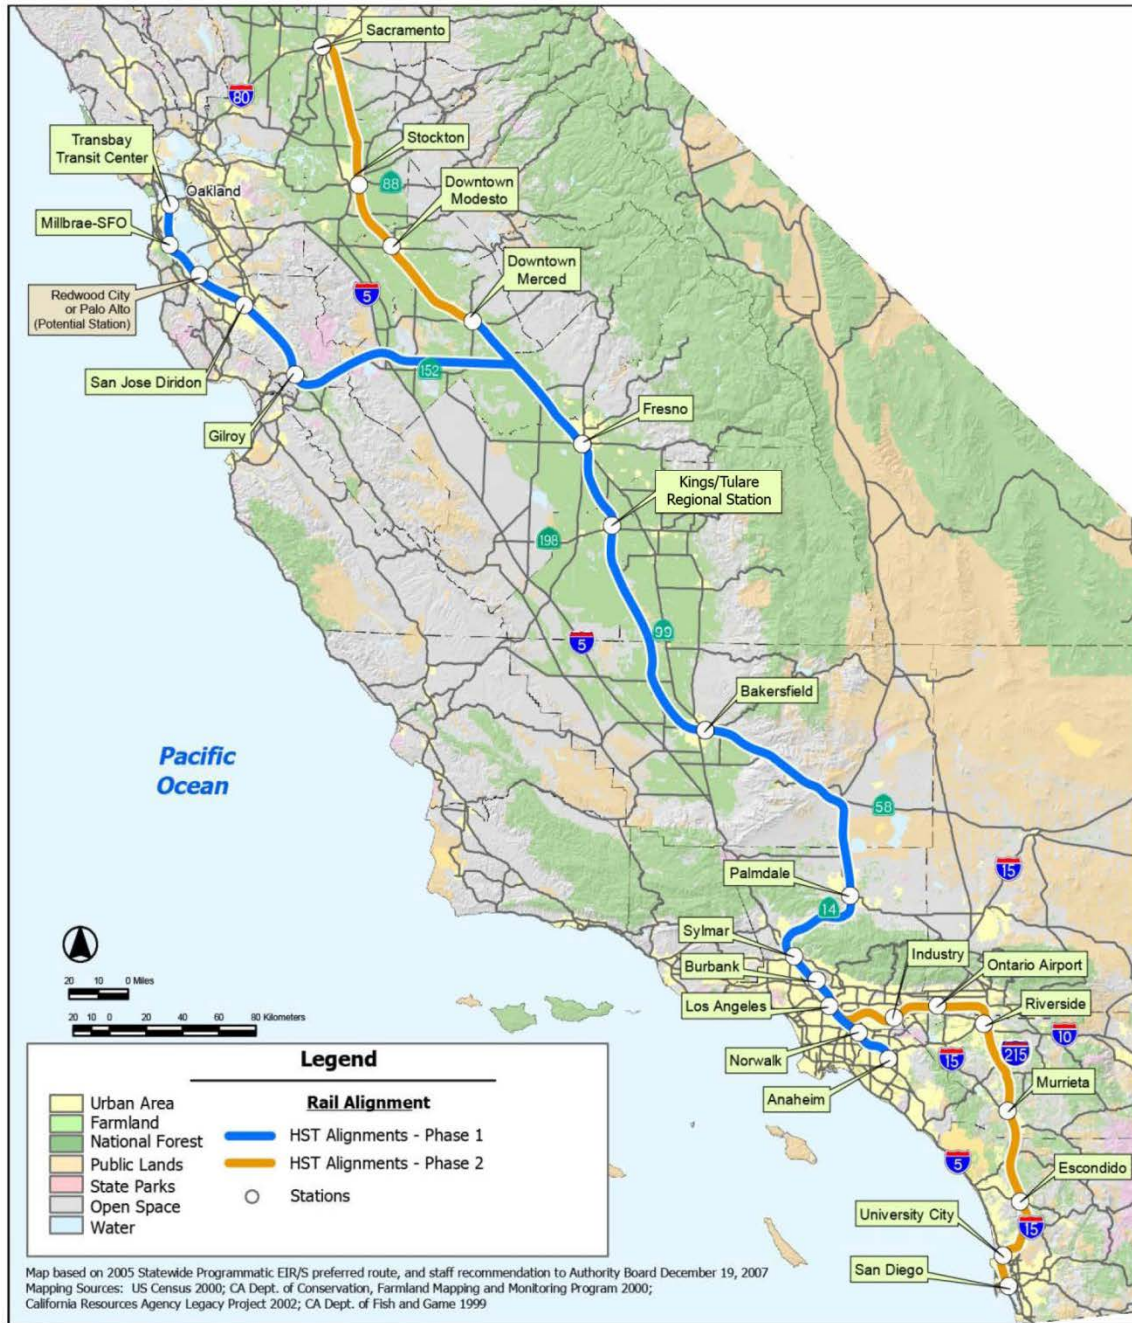 Sacramento
80
Transbay
Transit Center
Stockton
Oakland
88
Downtown
Modesto
Millbrae-SFO
Downtown
Merced
5
Redwood City
or Palo Alto
(Potential Station)
152
San Jose Diridon
Fresno
Gilroy
Kings/Tulare
Regional Station
198
99
5
Bakersfield
Pacific
Ocean
58
15
Palmdale
14
Sylmar
Industry
Ontario Airport
Burbank
Los Angeles
Riverside
10
Norwalk
15
215
Murrieta
Anaheim
5
Escondido
University City
15
San Diego
20 10 0 Miles
20 10 0 20 40 60 80 Kilometers
Legend
Urban Area
Farmland
National Forest
Public Lands
State Parks
Open Space
Water
Rail Alignment
HST Alignments - Phase 1
HST Alignments - Phase 2
Stations
Map based on 2005 Statewide Programmatic EIR/S preferred route, and staff recommendation to Authority Board December 19, 2007
Mapping Sources: US Census 2000; CA Dept. of Conservation, Farmland Mapping and Monitoring Program 2000;
California Resources Agency Legacy Project 2002; CA Dept. of Fish and Game 1999